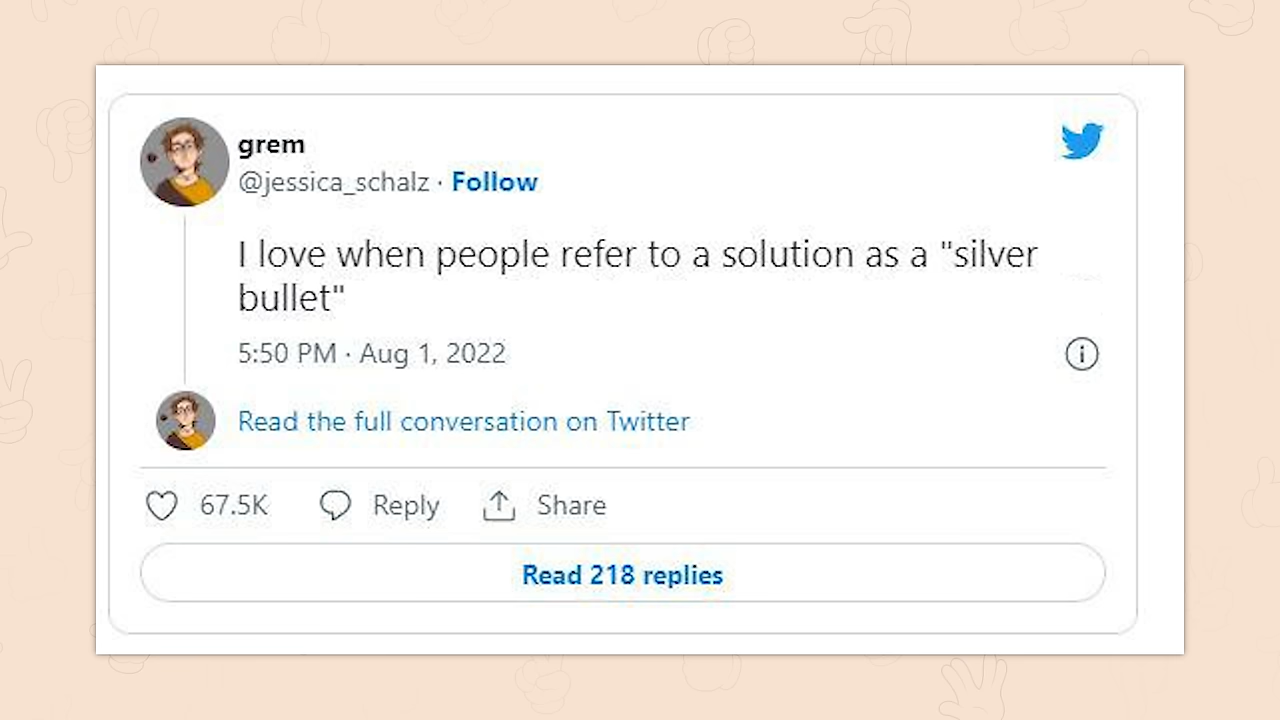 grem
@jessica_schalz · Follow
I love when people refer to a solution as a "silver
bullet"
5:50 PM · Aug 1, 2022
Read the full conversation on Twitter
67.5K Reply Share
Read 218 replies